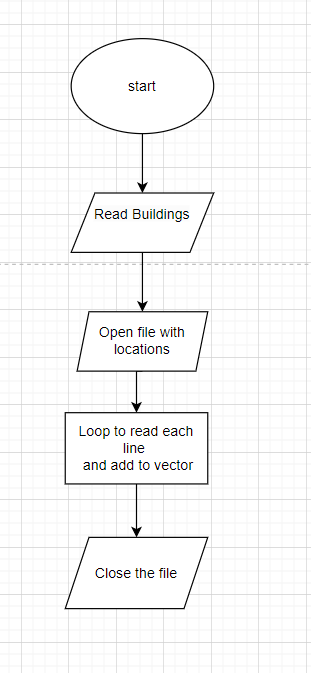 start
Read Buildings
Open file with
locations
Loop to read each
line
and add to vector
Close the file